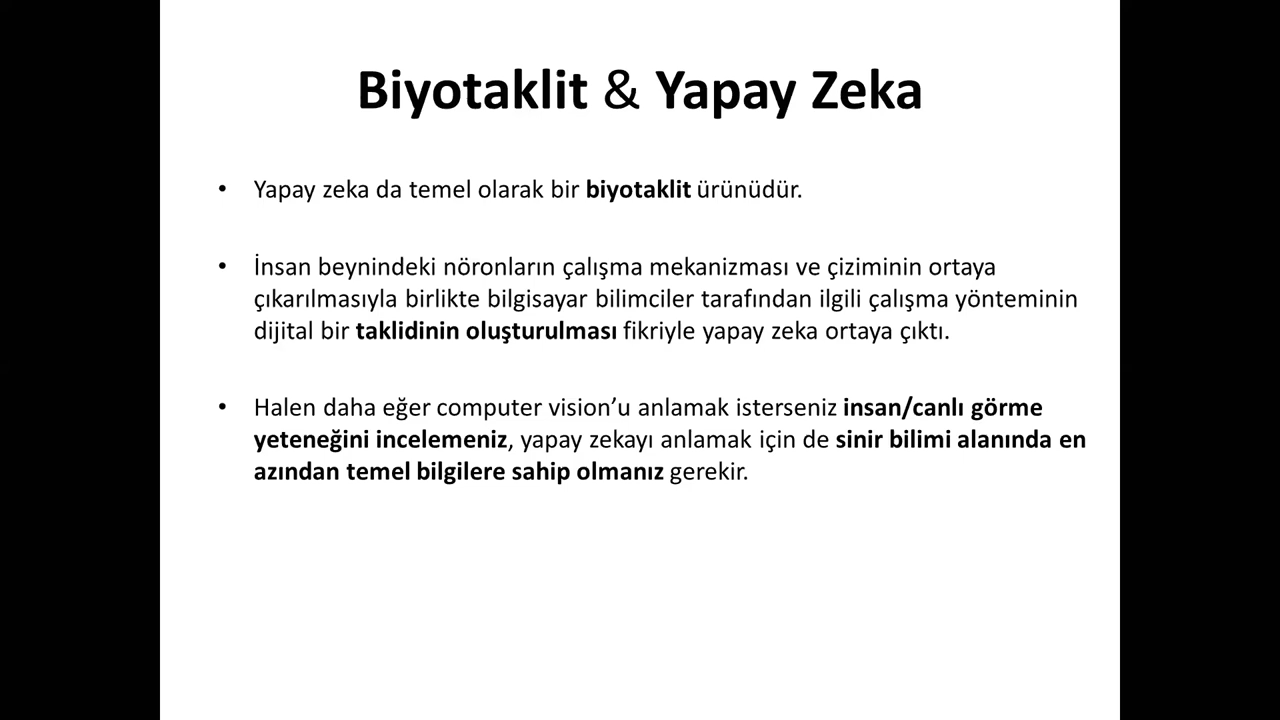 Biyotaklit & Yapay Zeka
• Yapay zeka da temel olarak bir biyotaklit ürünüdür.
• İnsan beynindeki nöronların çalışma mekanizması ve çiziminin ortaya
çıkarılmasıyla birlikte bilgisayar bilimciler tarafından ilgili çalışma yönteminin
dijital bir taklidinin oluşturulması fikriyle yapay zeka ortaya çıktı.
• Halen daha eğer computer vision’u anlamak isterseniz insan/canlı görme
yeteneğini incelemeniz, yapay zekayı anlamak için de sinir bilimi alanında en
azından temel bilgilere sahip olmanız gerekir.